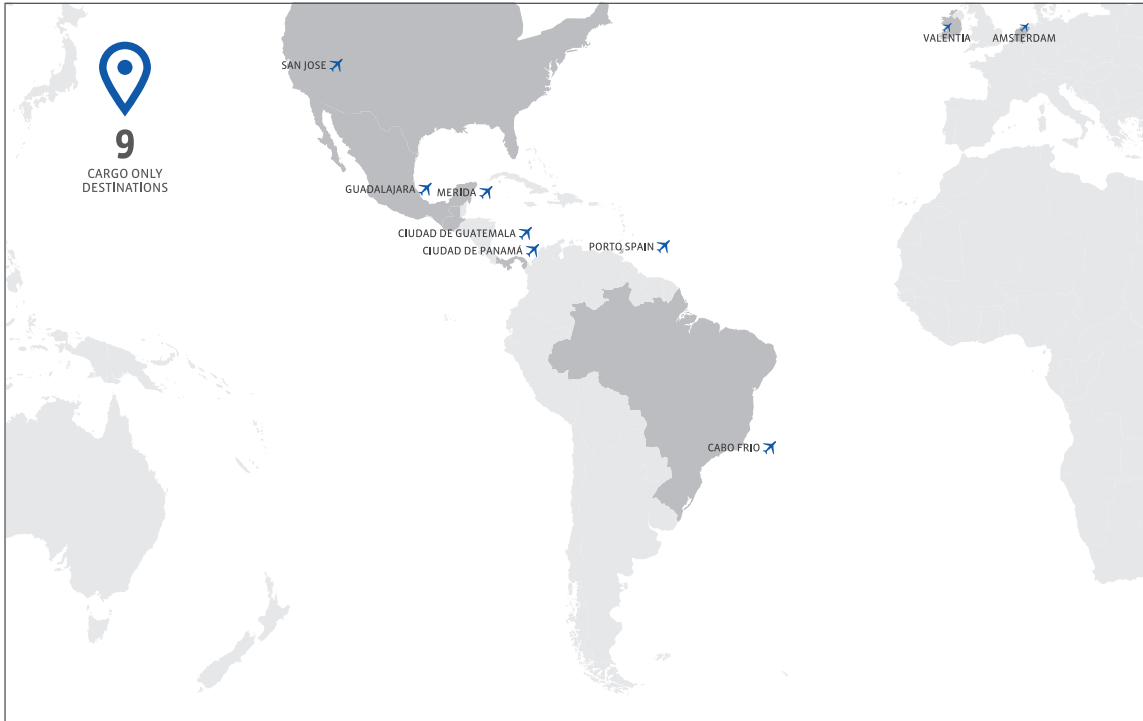 VALENTIA
AMSTERDAM
SAN JOSE
9
CARGO ONLY
DESTINATIONS
GUADALAJARA
MERIDA
CIUDAD DE GUATEMALA
CIUDAD DE PANAMÁ
PORTO SPAIN
CABO FRIO